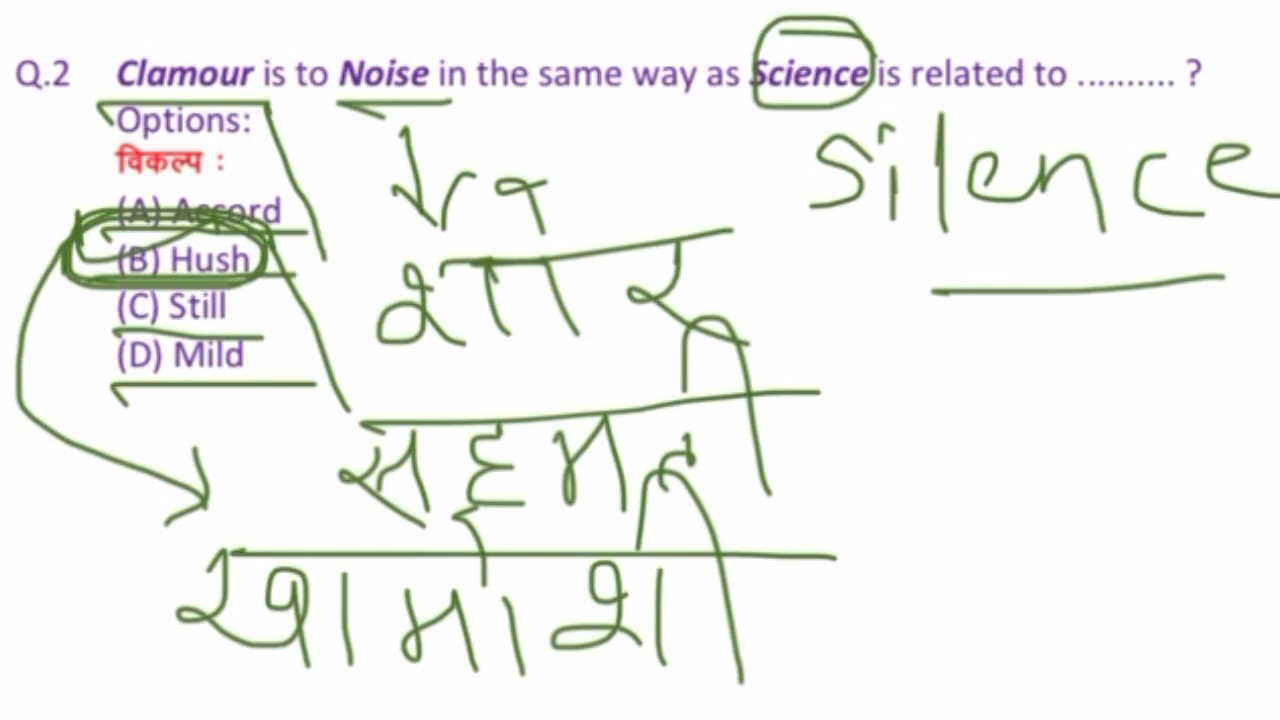 Q.2 Clamour is to Noise in the same way as Science is related to .......... ?
Silence
Options:
विकल्प :
(A) Accord
(B) Hush
(C) Still
(D) Mild
सहमत